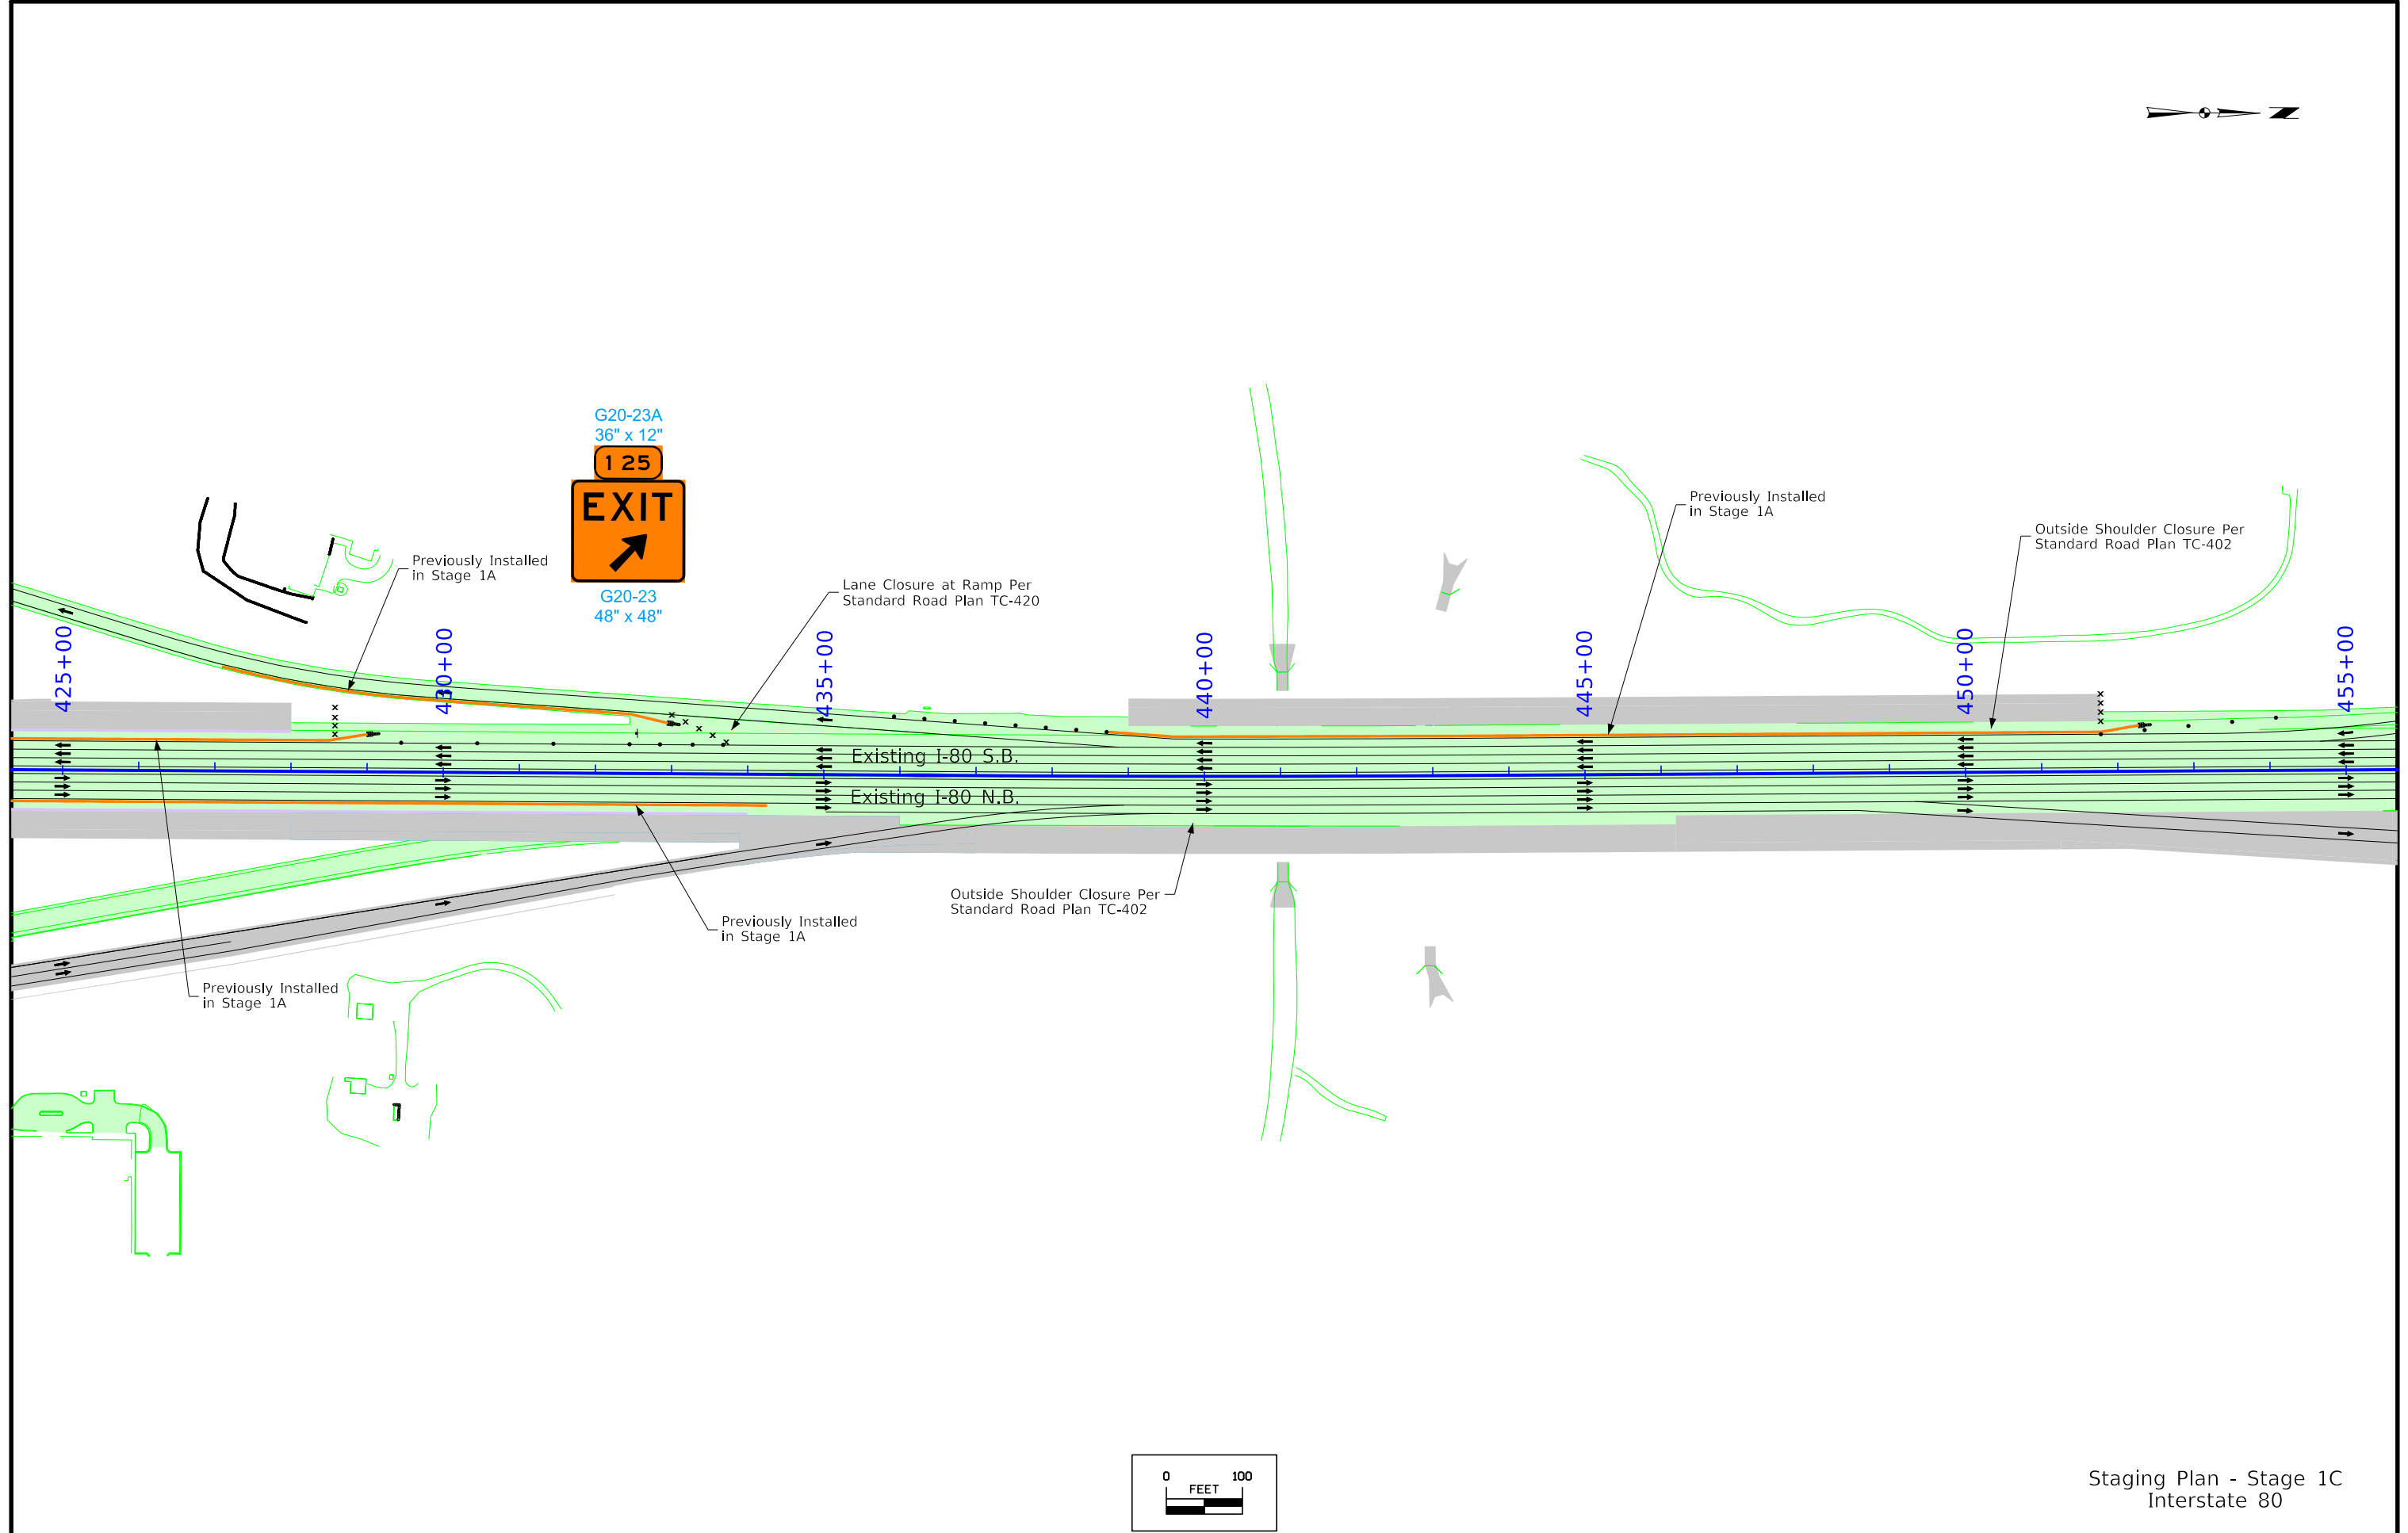 N
G20-23A
36" x 12"
125
EXIT
G20-23
48" x 48"
Previously Installed
in Stage 1A
Lane Closure at Ramp Per
Standard Road Plan TC-420
Previously Installed
in Stage 1A
Outside Shoulder Closure Per
Standard Road Plan TC-402
425+00
430+00
435+00
440+00
445+00
450+00
455+00
Existing I-80 S.B.
Existing I-80 N.B.
Outside Shoulder Closure Per
Standard Road Plan TC-402
Previously Installed
in Stage 1A
Previously Installed
in Stage 1A
0 100
FEET
Staging Plan - Stage 1C
Interstate 80